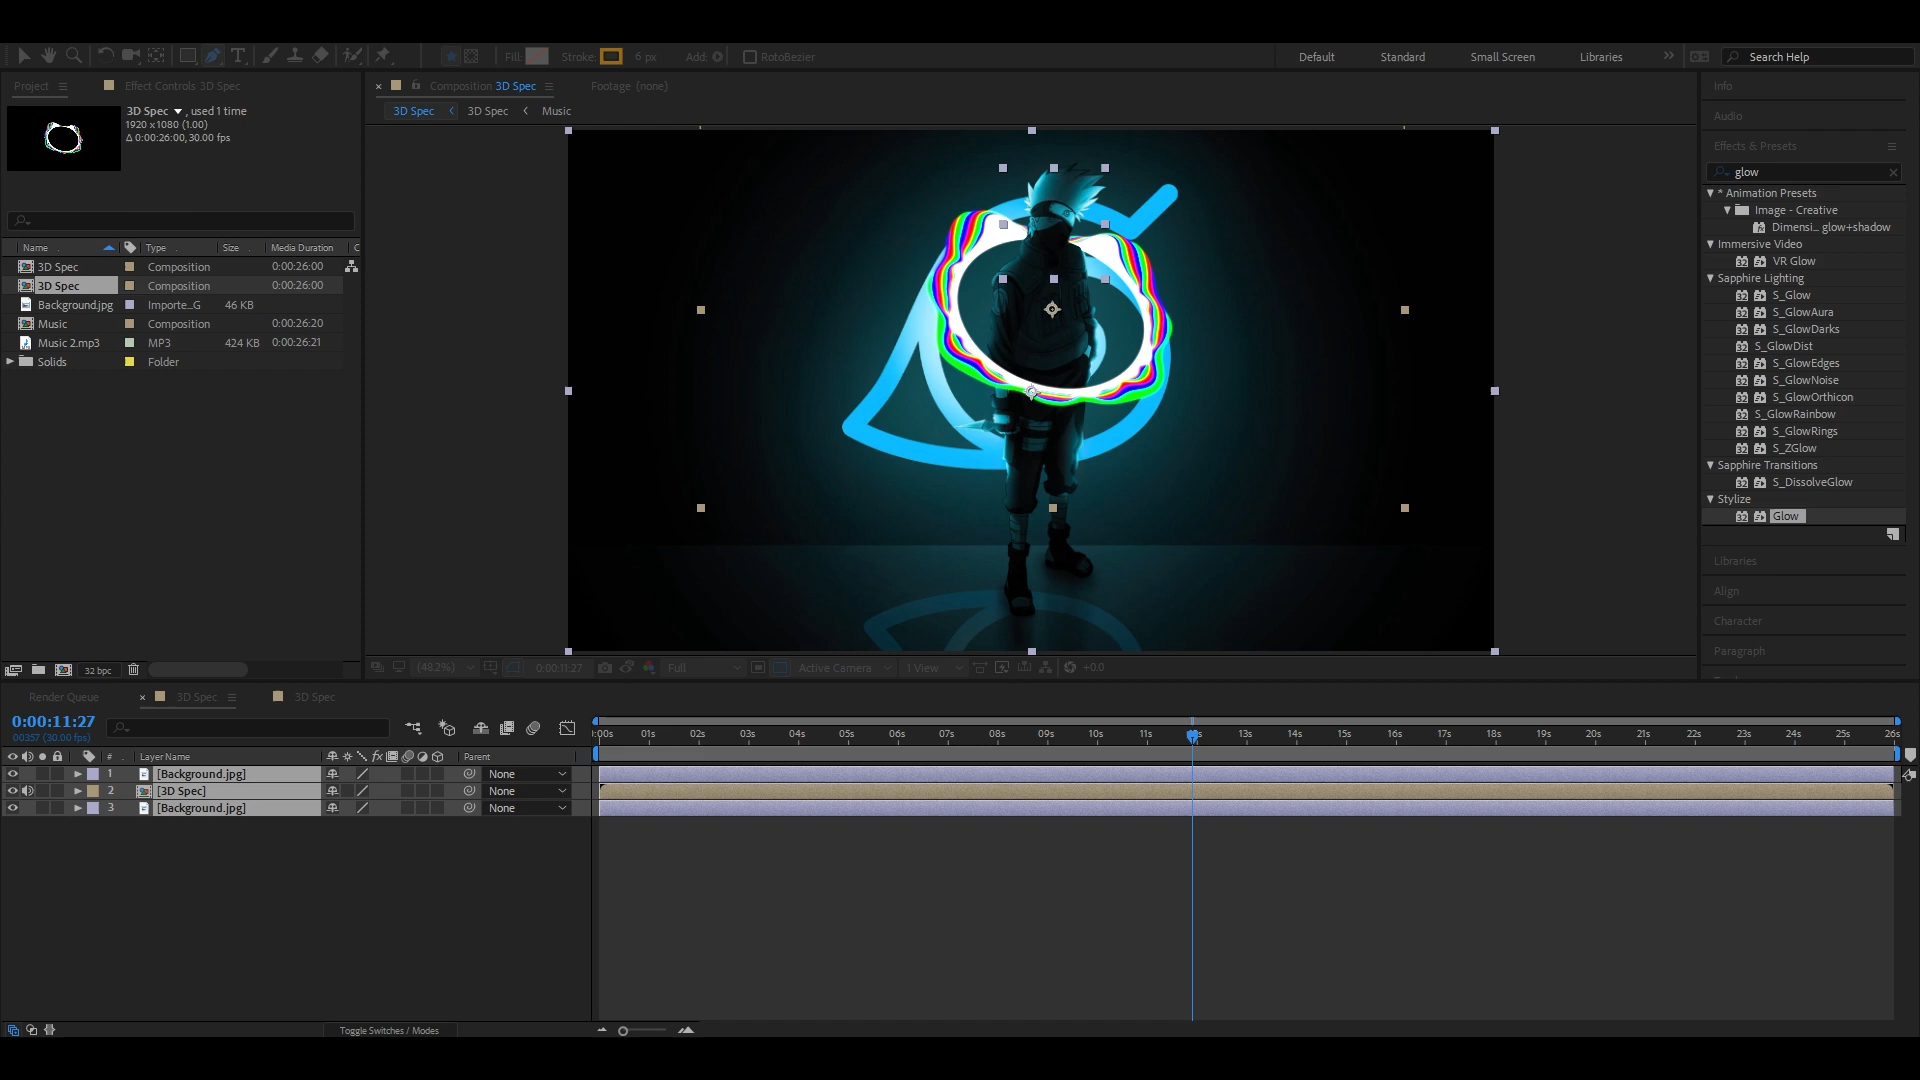 Fill: Stroke: 6 px Add: RotoBezier Default Standard Small Screen Libraries >> Search Help
Project Effect Controls 3D Spec
3D Spec , used 1 time
1920 x1080 (1.00)
Δ 0:00:26:00, 30.00 fps
Name Type Size Media Duration C
3D Spec Composition 0:00:26:00
3D Spec Composition 0:00:26:00
Background.jpg Importe...G 46 KB
Music Composition 0:00:26:20
Music 2.mp3 MP3 424 KB 0:00:26:21
Solids Folder
32 bpc
× Composition 3D Spec Footage (none)
3D Spec 3D Spec Music
(48.2%) 0:00:11:27 Full Active Camera 1 View +0.0
Info
Audio
Effects & Presets
glow
* Animation Presets
Image - Creative
Dimensi... glow+shadow
Immersive Video
VR Glow
Sapphire Lighting
S_Glow
S_GlowAura
S_GlowDarks
S_GlowDist
S_GlowEdges
S_GlowNoise
S_GlowOrthicon
S_GlowRainbow
S_GlowRings
S_ZGlow
Sapphire Transitions
S_DissolveGlow
Stylize
Glow
Libraries
Align
Character
Paragraph
Render Queue × 3D Spec 3D Spec
0:00:11:27
00357 (30.00 fps)
:00s 01s 02s 03s 04s 05s 06s 07s 08s 09s 10s 11s 13s 14s 15s 16s 17s 18s 19s 20s 21s 22s 23s 24s 25s 26s
# Layer Name fx Parent
1 [Background.jpg] None
2 [3D Spec] None
3 [Background.jpg] None
Toggle Switches / Modes